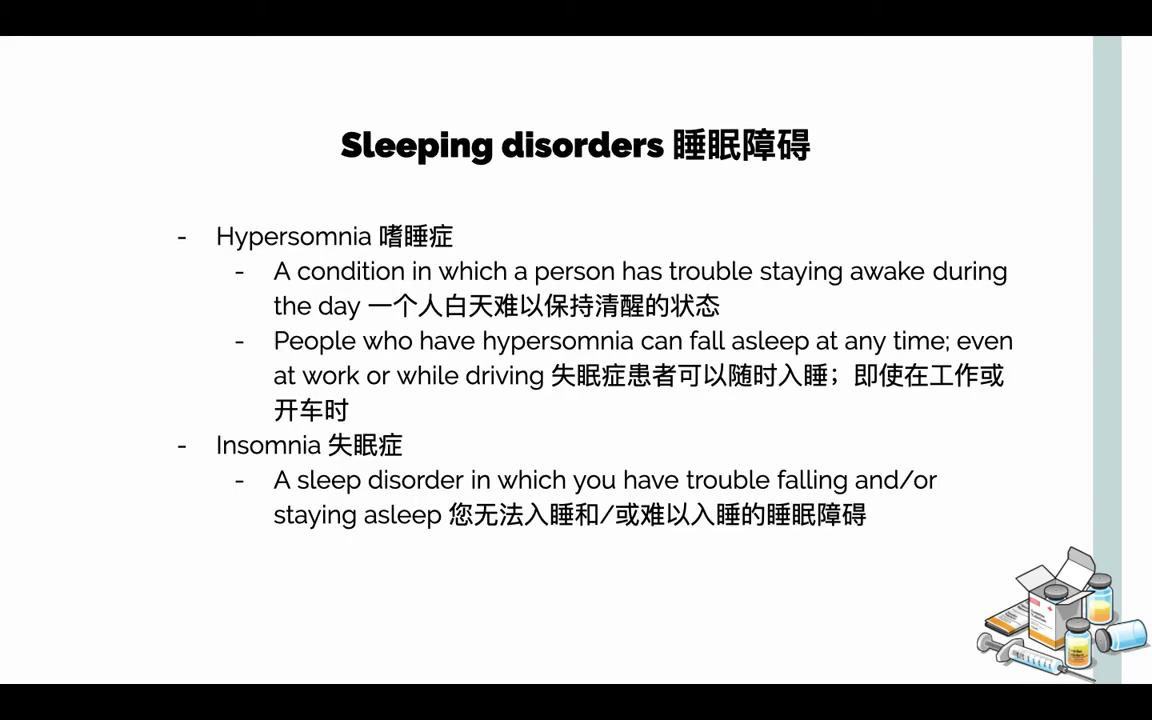 Sleeping disorders 睡眠障碍
- Hypersomnia 嗜睡症
- A condition in which a person has trouble staying awake during
the day 一个人白天难以保持清醒的状态
- People who have hypersomnia can fall asleep at any time; even
at work or while driving 失眠症患者可以随时入睡；即使在工作或
开车时
- Insomnia 失眠症
- A sleep disorder in which you have trouble falling and/or
staying asleep 您无法入睡和/或难以入睡的睡眠障碍